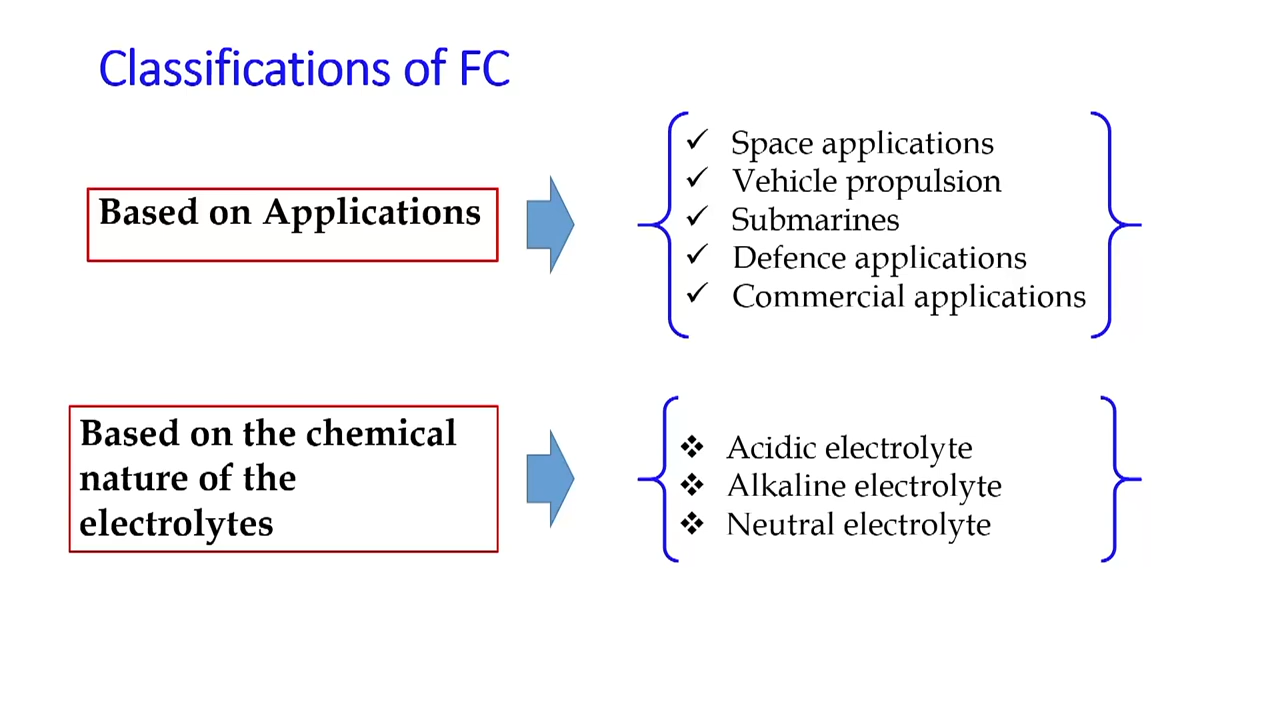 Classifications of FC
Based on Applications
Space applications
Vehicle propulsion
Submarines
Defence applications
Commercial applications
Based on the chemical
nature of the
electrolytes
Acidic electrolyte
Alkaline electrolyte
Neutral electrolyte